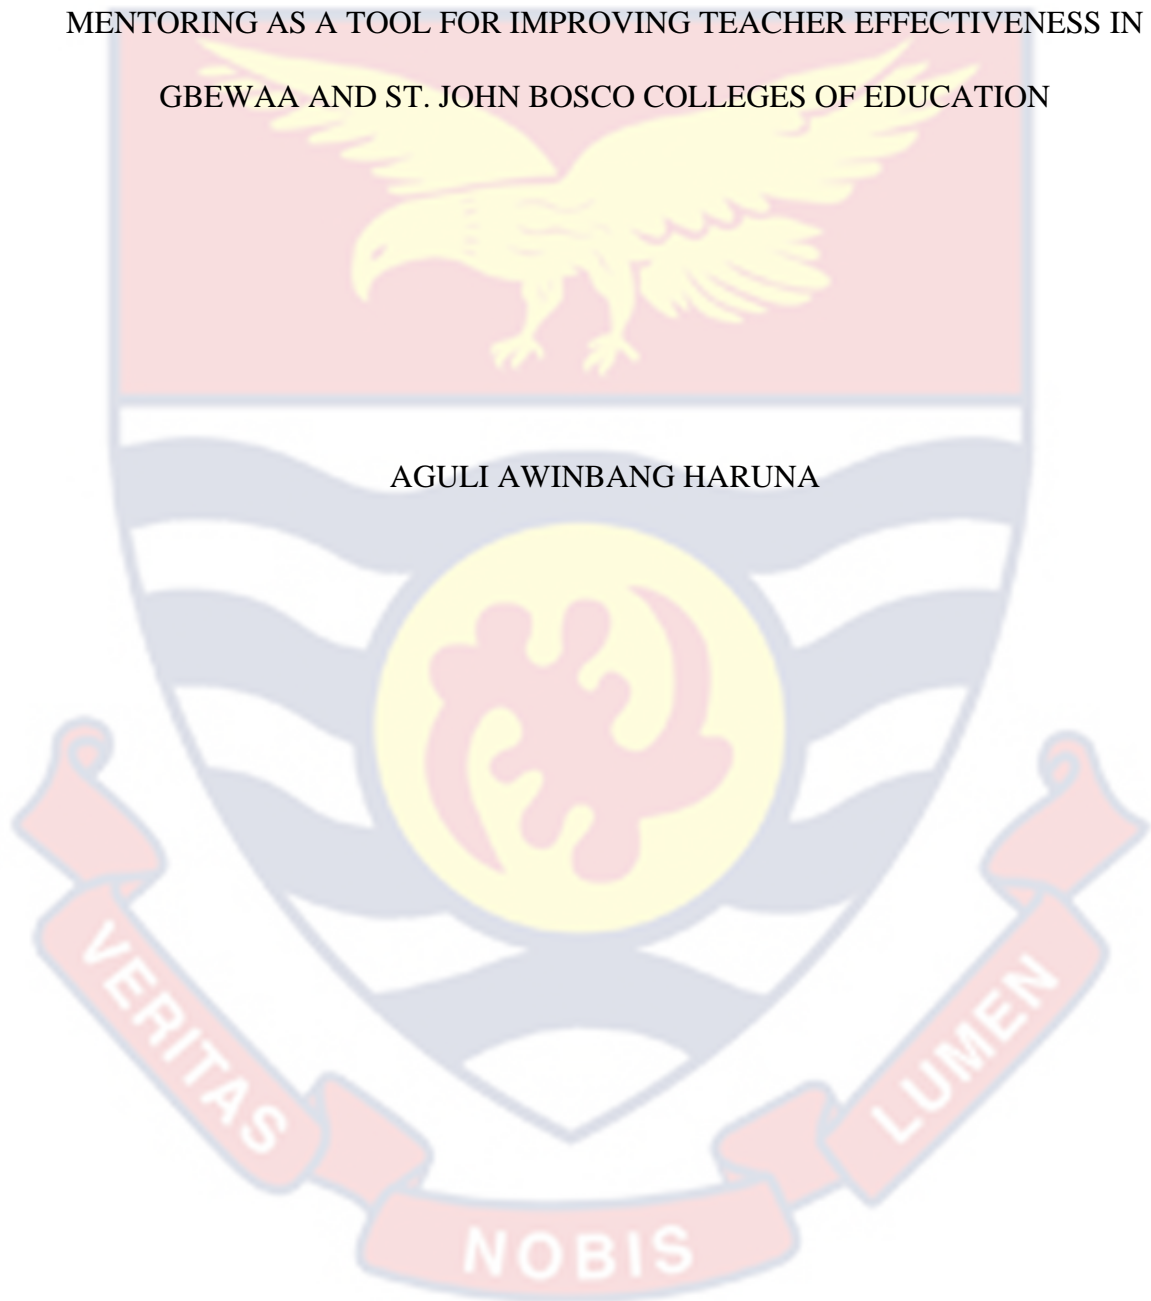 MENTORING AS A TOOL FOR IMPROVING TEACHER EFFECTIVENESS IN
GBEWAA AND ST. JOHN BOSCO COLLEGES OF EDUCATION
AGULI AWINBANG HARUNA
VERITAS
NOBIS
LUMEN